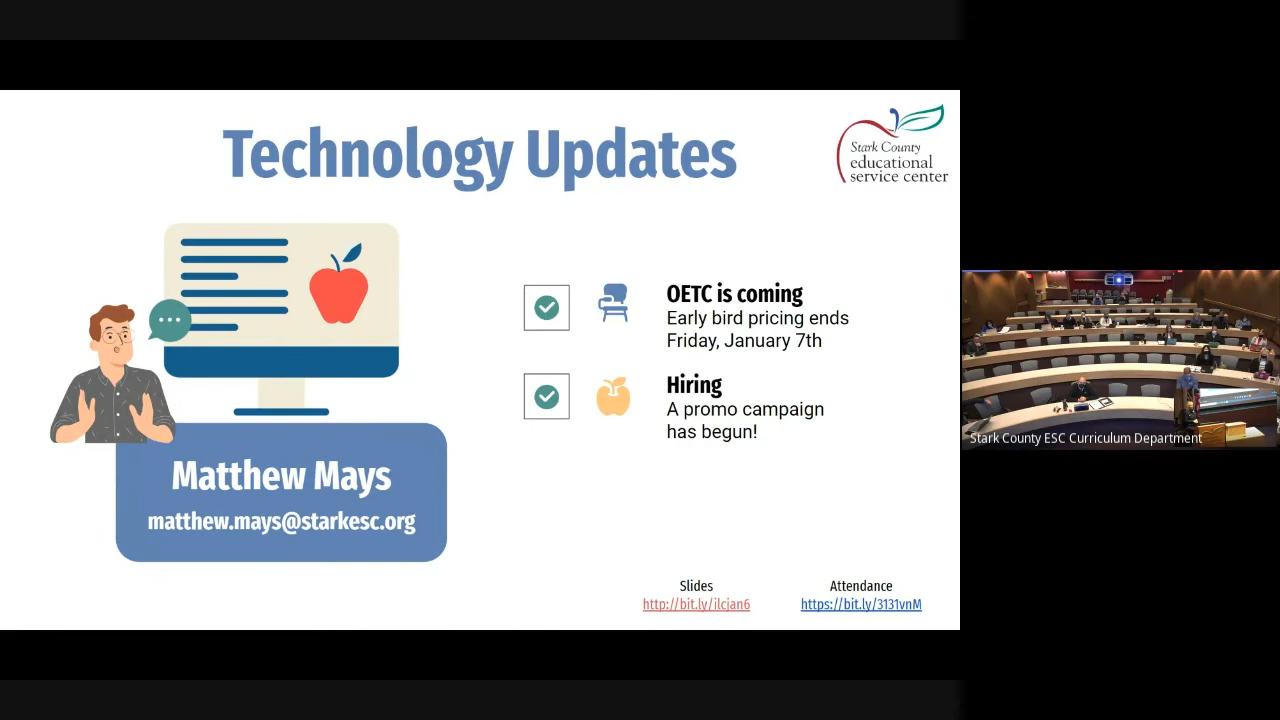 Technology Updates
Stark County
educational
service center
OETC is coming
Early bird pricing ends
Friday, January 7th
Hiring
A promo campaign
has begun!
Matthew Mays
matthew.mays@starkesc.org
Slides
http://bit.ly/ilcjan6
Attendance
https://bit.ly/3131vnM
Stark County ESC Curriculum Department